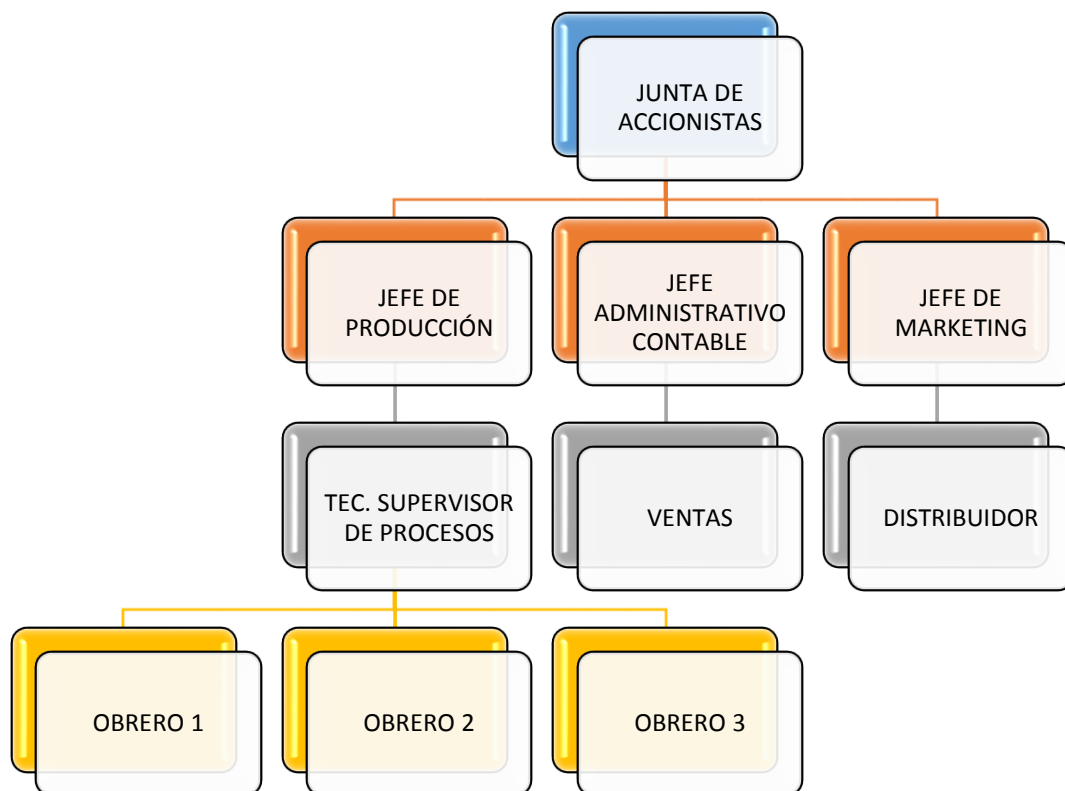 JUNTA DE
ACCIONISTAS
JEFE DE
PRODUCCIÓN
JEFE
ADMINISTRATIVO
CONTABLE
JEFE DE
MARKETING
TEC. SUPERVISOR
DE PROCESOS
VENTAS
DISTRIBUIDOR
OBRERO 1
OBRERO 2
OBRERO 3